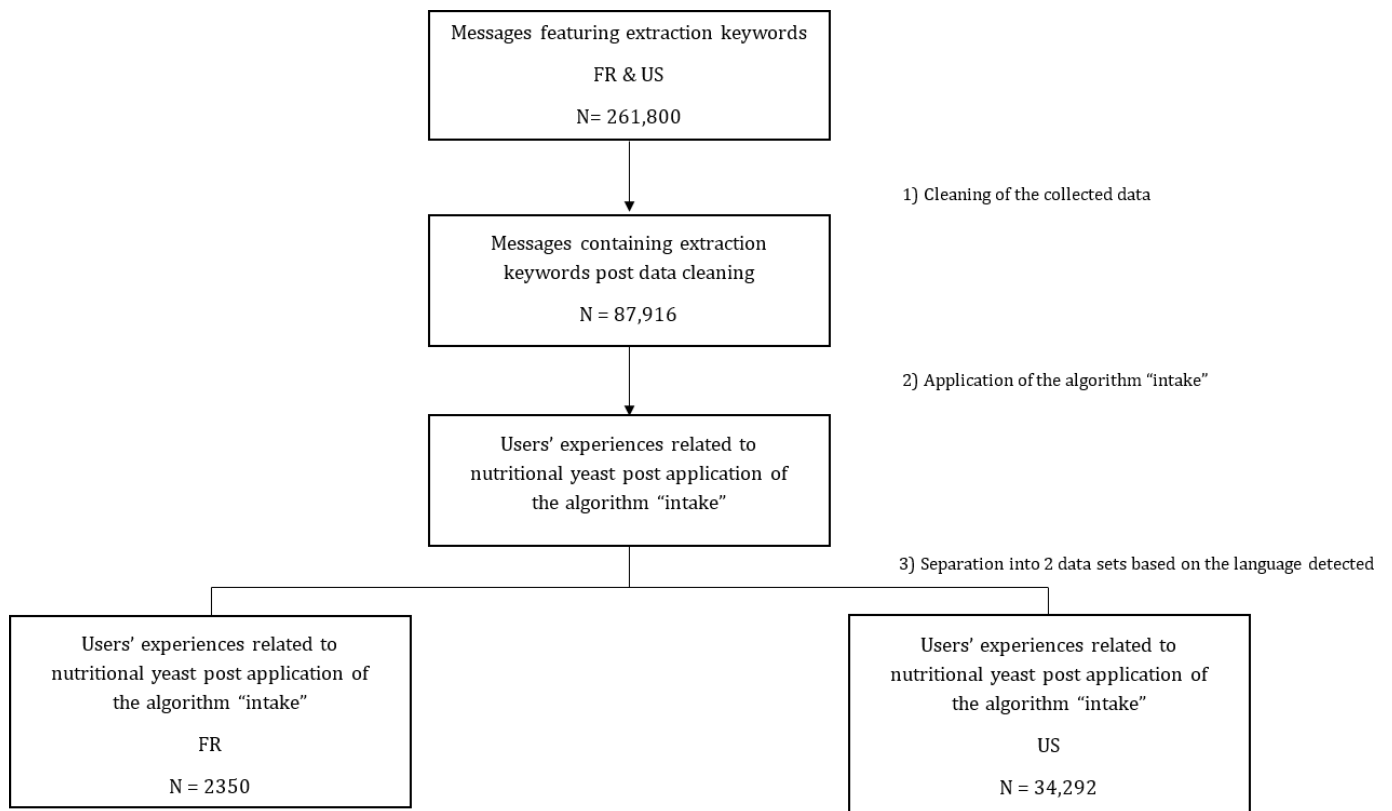 Messages featuring extraction keywords
FR & US
N= 261,800
1) Cleaning of the collected data
Messages containing extraction
keywords post data cleaning
N = 87,916
2) Application of the algorithm “intake”
Users’ experiences related to
nutritional yeast post application of
the algorithm “intake”
3) Separation into 2 data sets based on the language detected
Users’ experiences related to
nutritional yeast post application of
the algorithm “intake”
FR
N = 2350
Users’ experiences related to
nutritional yeast post application of
the algorithm “intake”
US
N = 34,292